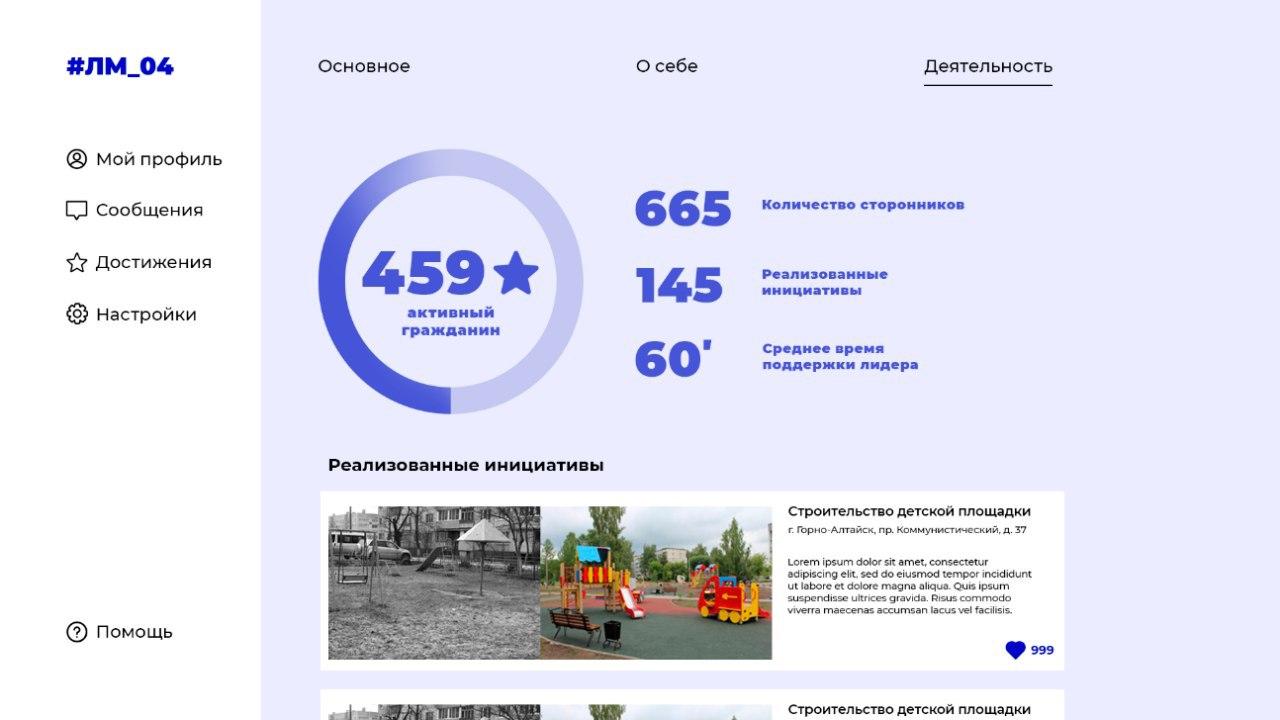 #ЛМ_04
Основное
О себе
Деятельность
Мой профиль
Сообщения
Достижения
Настройки
Помощь
459
активный
гражданин
665
Количество сторонников
145
Реализованные
инициативы
60'
Среднее время
поддержки лидера
Реализованные инициативы
Строительство детской площадки
г. Горно-Алтайск, пр. Коммунистический, д. 37
Lorem ipsum dolor sit amet, consectetur
adipiscing elit, sed do eiusmod tempor incididunt
ut labore et dolore magna aliqua. Quis ipsum
suspendisse ultrices gravida. Risus commodo
viverra maecenas accumsan lacus vel facilisis.
999
Строительство детской площадки